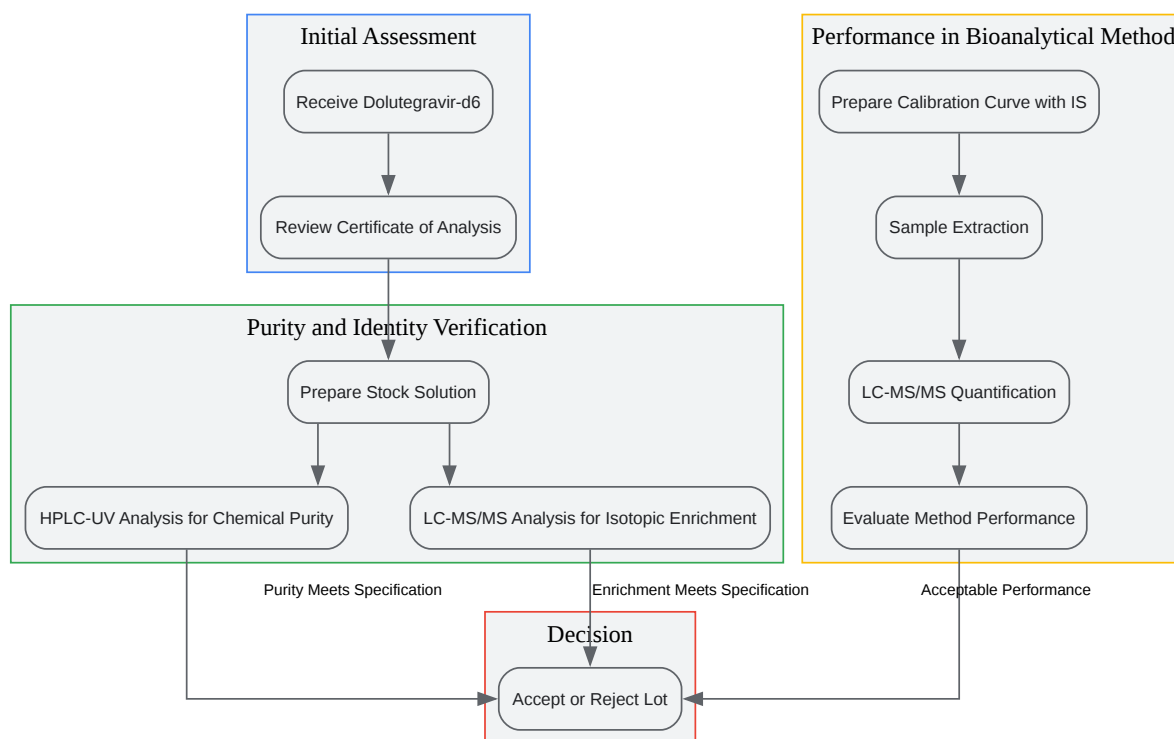 Initial Assessment
Receive Dolutegravir-d6
Review Certificate of Analysis
Performance in Bioanalytical Method
Prepare Calibration Curve with IS
Sample Extraction
LC-MS/MS Quantification
Evaluate Method Performance
Purity and Identity Verification
Prepare Stock Solution
HPLC-UV Analysis for Chemical Purity
LC-MS/MS Analysis for Isotopic Enrichment
Purity Meets Specification
Enrichment Meets Specification
Acceptable Performance
Decision
Accept or Reject Lot